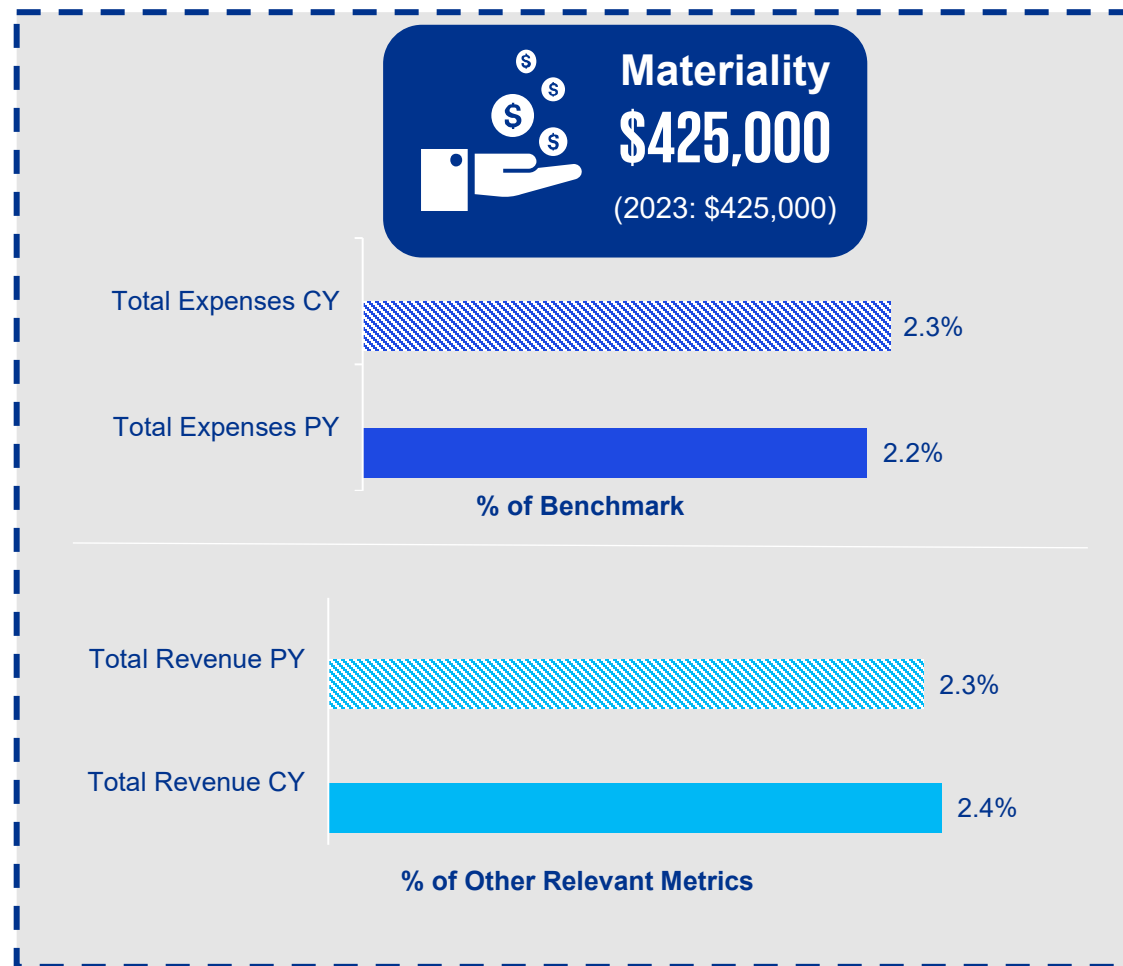 $
$
$
$
Materiality
$425,000
(2023: $425,000)
Total Expenses CY
2.3%
Total Expenses PY
2.2%
% of Benchmark
Total Revenue PY
2.3%
Total Revenue CY
2.4%
% of Other Relevant Metrics